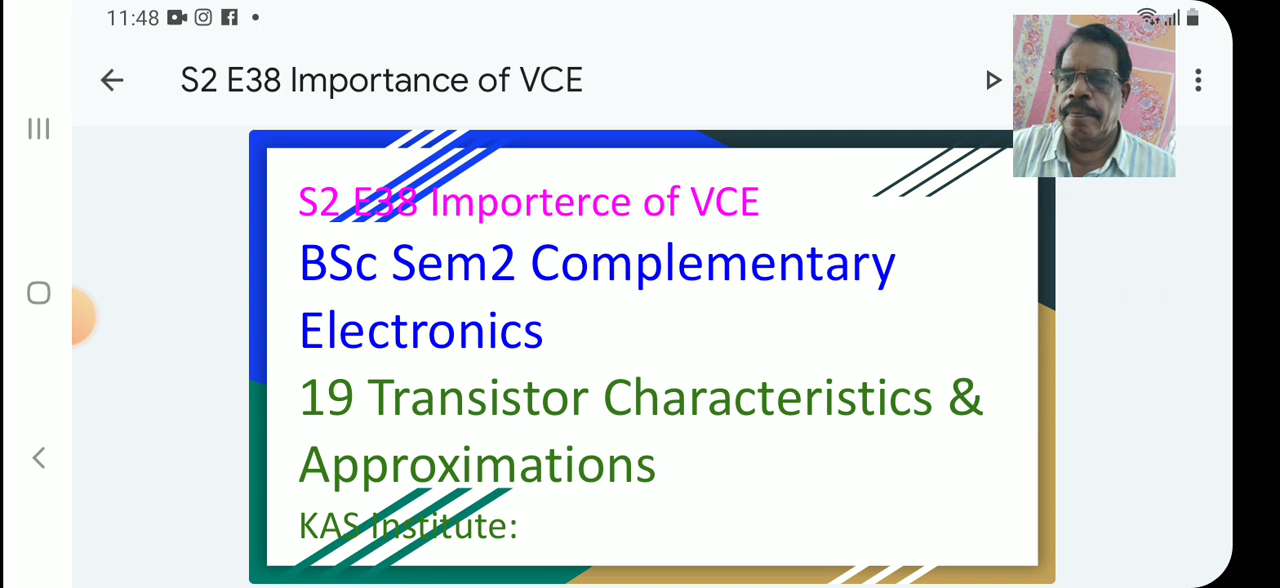 11:48
S2 E38 Importance of VCE
S2 E38 Importerce of VCE
BSc Sem2 Complementary
Electronics
19 Transistor Characteristics &
Approximations
KAS Institute: